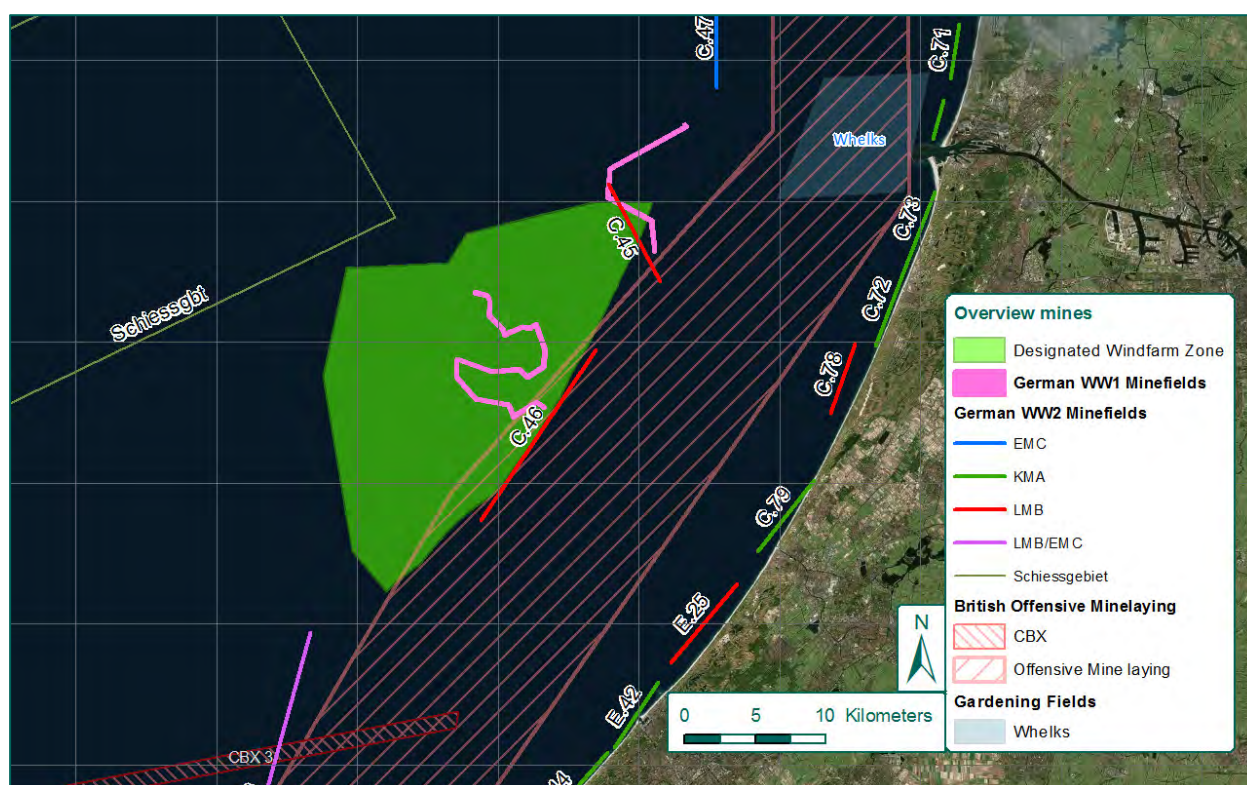 C.47
C.71
Whelks
C.73
C.45
C.72
Schiessgbt
C.78
C.46
C.79
E.25
E.42
CBX 3
Overview mines
Designated Windfarm Zone
German WW1 Minefields
German WW2 Minefields
EMC
KMA
LMB
LMB/EMC
Schiessgebiet
British Offensive Minelaying
CBX
Offensive Mine laying
Gardening Fields
Whelks
N
0 5 10 Kilometers